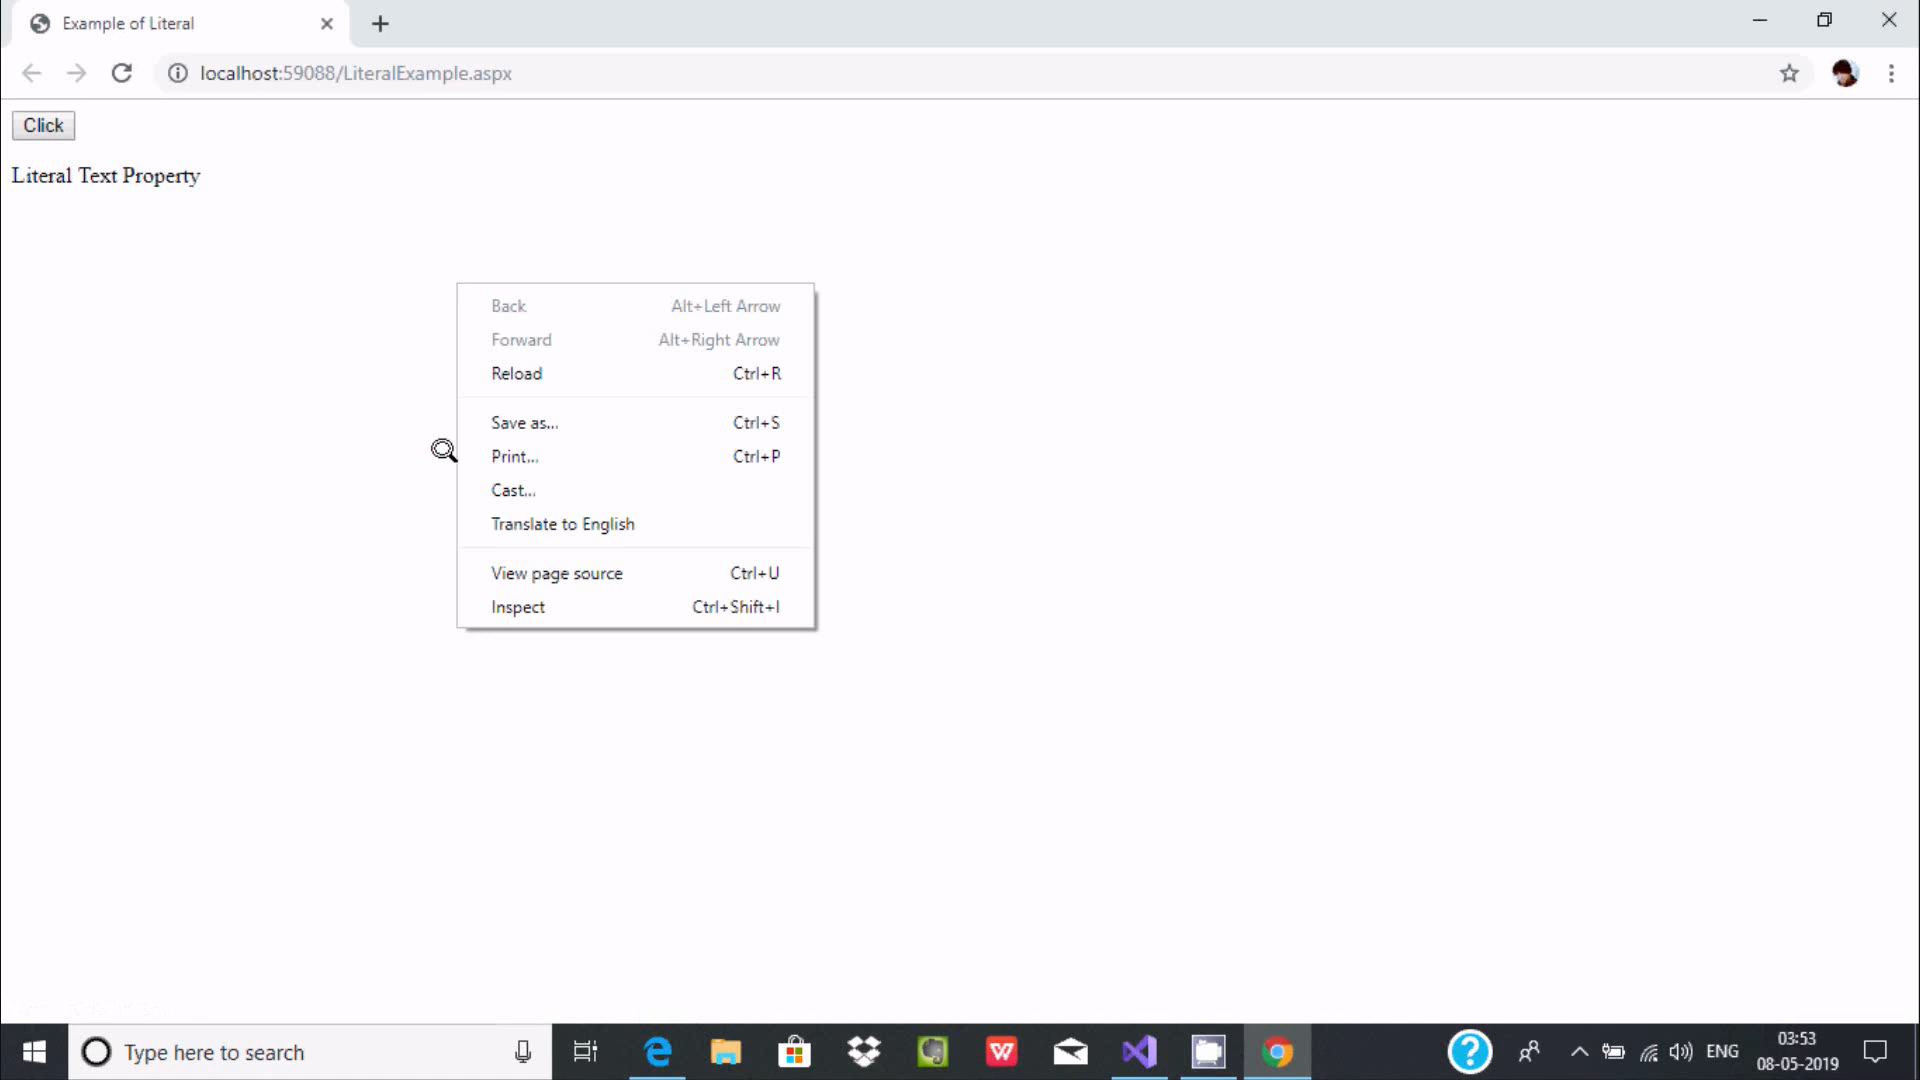 Example of Literal
localhost:59088/LiteralExample.aspx
Click
Literal Text Property
Back Alt+Left Arrow
Forward Alt+Right Arrow
Reload Ctrl+R
Save as... Ctrl+S
Print... Ctrl+P
Cast...
Translate to English
View page source Ctrl+U
Inspect Ctrl+Shift+I
Type here to search
ENG
03:53
08-05-2019